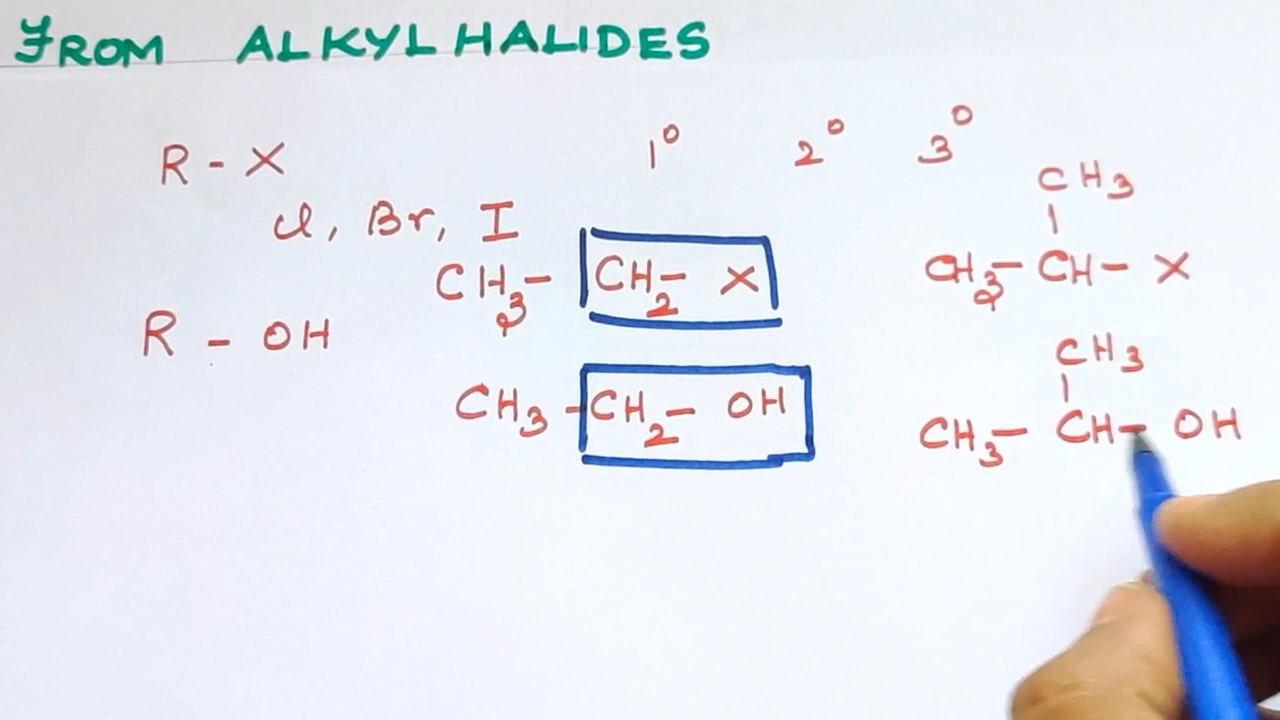 FROM ALKYL HALIDES
R - X
Cl, Br, I
R - OH
1° 2° 3°
CH3 - CH2 - X
CH3 - CH2 - OH
CH3
|
CH3 - CH - X
CH3
|
CH3 - CH - OH